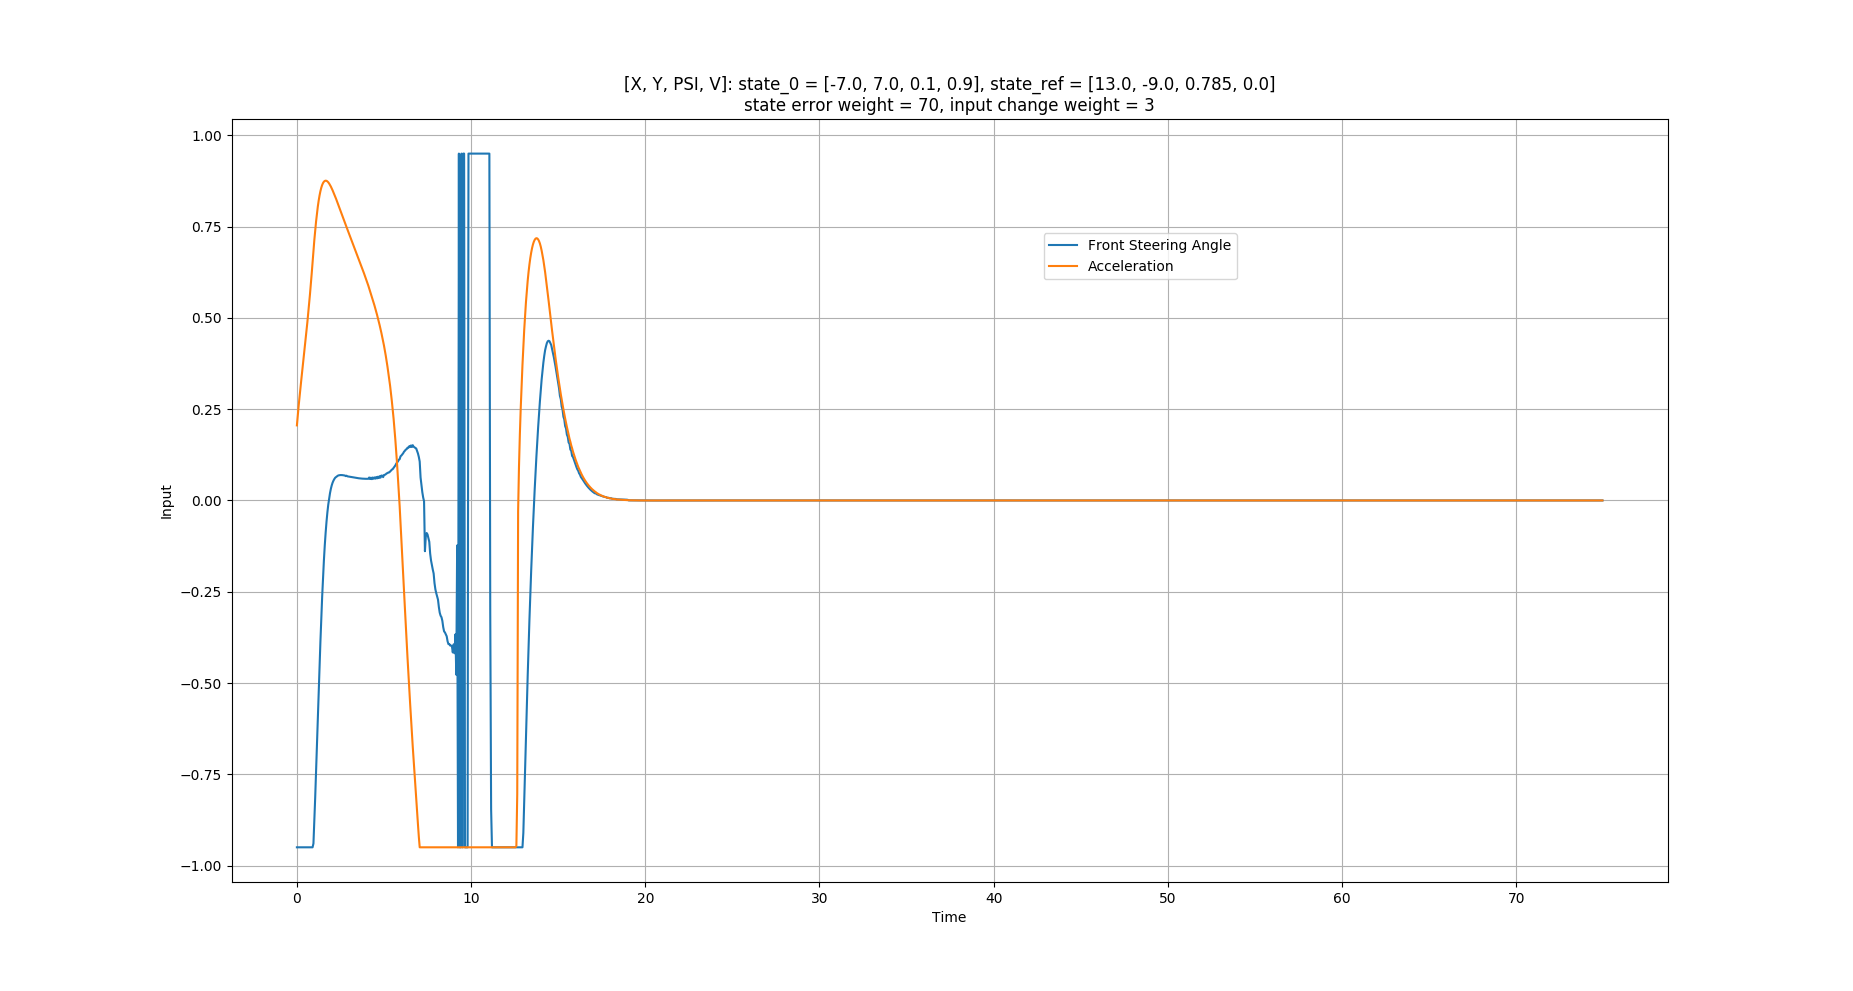 [X, Y, PSI, V]: state_0 = [-7.0, 7.0, 0.1, 0.9], state_ref = [13.0, -9.0, 0.785, 0.0]
state error weight = 70, input change weight = 3
1.00
0.75
0.50
0.25
0.00
−0.25
−0.50
−0.75
−1.00
Input
Front Steering Angle
Acceleration
0 10 20 30 40 50 60 70
Time